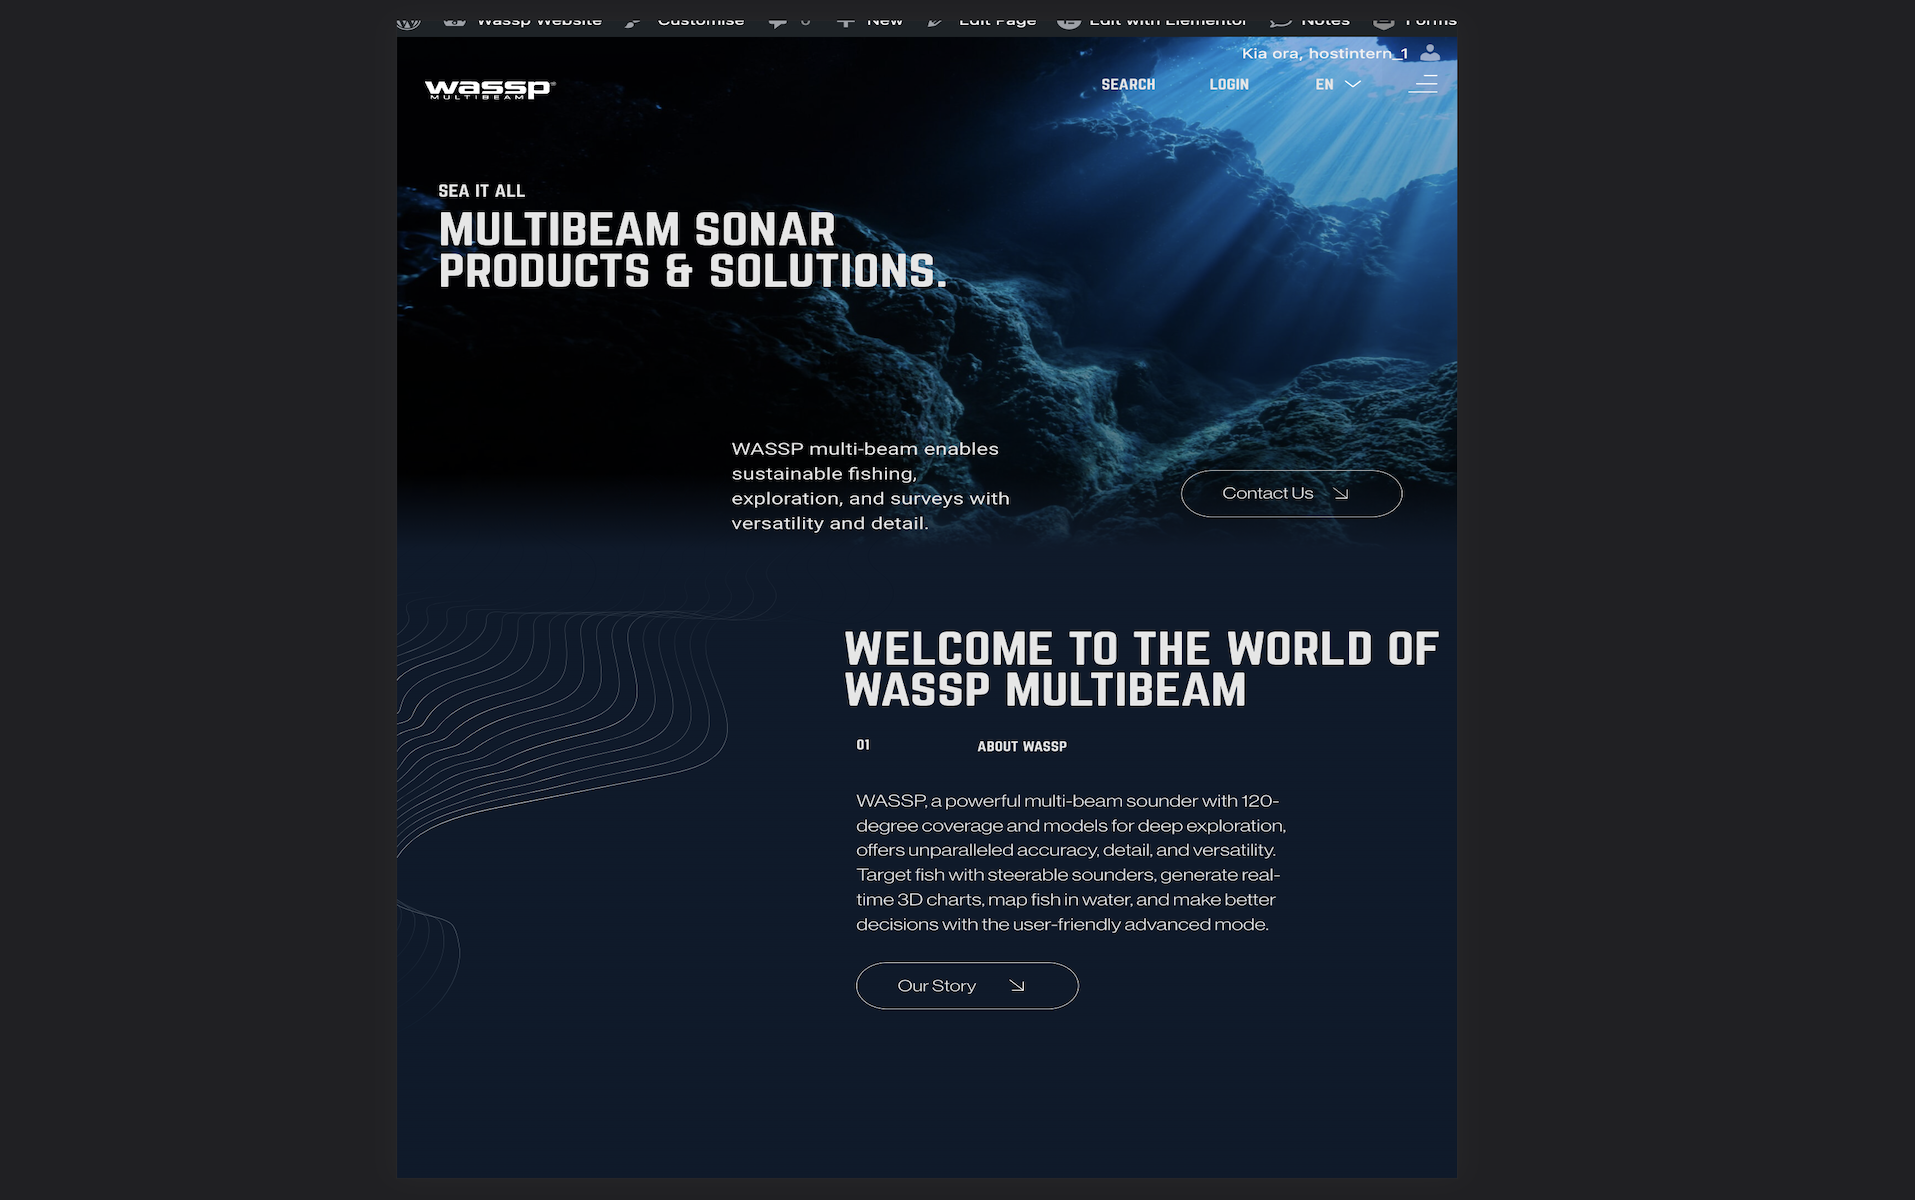 Wassp Website Customise 0 New Edit Page Edit with Elementor Notes Forms
Kia ora, hostintern_1
wassp®
MULTIBEAM
SEARCH LOGIN EN
SEA IT ALL
MULTIBEAM SONAR
PRODUCTS & SOLUTIONS.
WASSP multi-beam enables
sustainable fishing,
exploration, and surveys with
versatility and detail.
Contact Us
WELCOME TO THE WORLD OF
WASSP MULTIBEAM
01 ABOUT WASSP
WASSP, a powerful multi-beam sounder with 120-
degree coverage and models for deep exploration,
offers unparalleled accuracy, detail, and versatility.
Target fish with steerable sounders, generate real-
time 3D charts, map fish in water, and make better
decisions with the user-friendly advanced mode.
Our Story